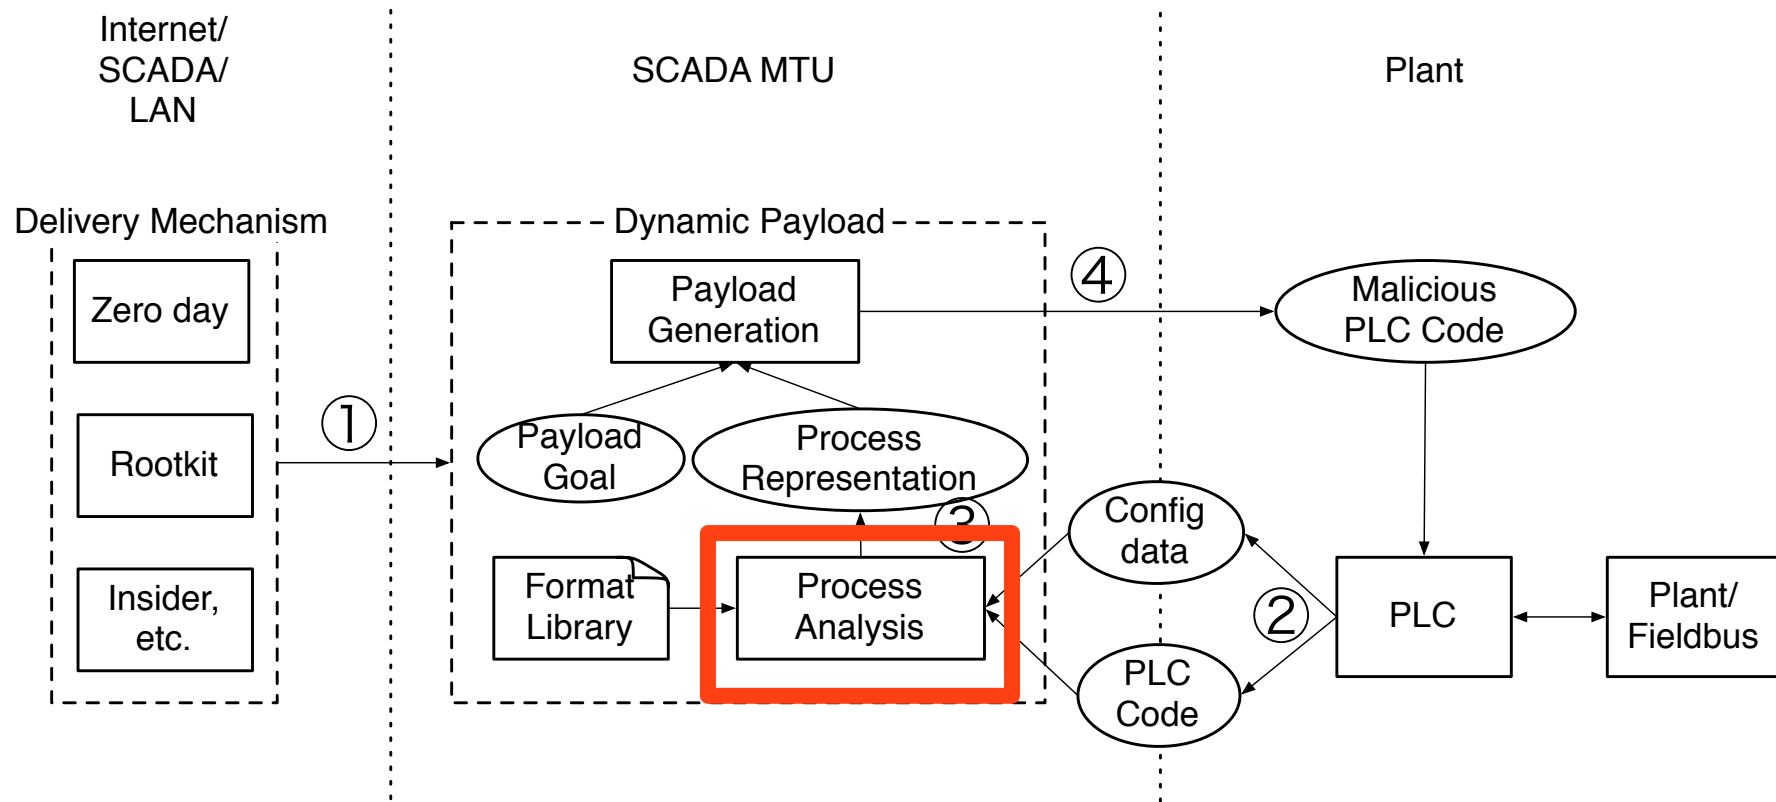 Internet/
SCADA/
LAN
SCADA MTU
Plant
Delivery Mechanism
Zero day
Rootkit
Insider,
etc.
①
Dynamic Payload
Payload
Generation
Payload
Goal
Process
Representation
③
Format
Library
Process
Analysis
④
Config
data
②
PLC
Code
Malicious
PLC Code
PLC
Plant/
Fieldbus